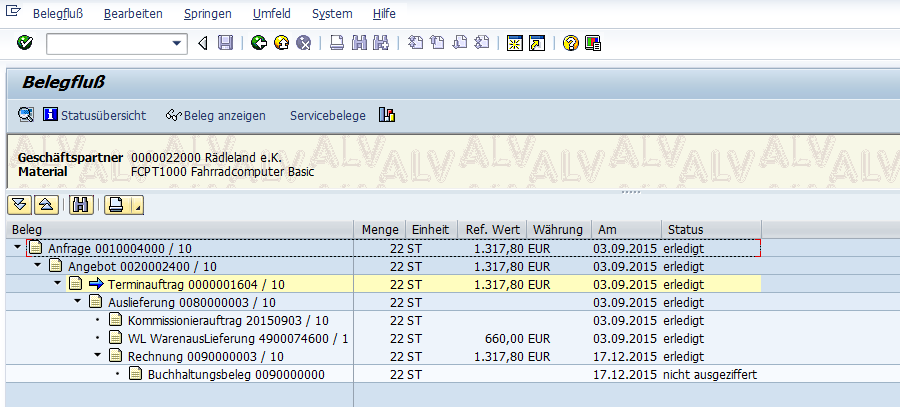 Belegfluß Bearbeiten Springen Umfeld System Hilfe
Belegfluß
Statusübersicht Beleg anzeigen Servicebelege
Geschäftspartner 0000022000 Rädleland e.K.
Material FCPT1000 Fahrradcomputer Basic
Beleg Menge Einheit Ref. Wert Währung Am Status
Anfrage 0010004000 / 10 22 ST 1.317,80 EUR 03.09.2015 erledigt
Angebot 0020002400 / 10 22 ST 1.317,80 EUR 03.09.2015 erledigt
Terminauftrag 0000001604 / 10 22 ST 1.317,80 EUR 03.09.2015 erledigt
Auslieferung 0080000003 / 10 22 ST 03.09.2015 erledigt
Kommissionierauftrag 20150903 / 10 22 ST 03.09.2015 erledigt
WL WarenausLieferung 4900074600 / 1 22 ST 660,00 EUR 03.09.2015 erledigt
Rechnung 0090000003 / 10 22 ST 1.317,80 EUR 17.12.2015 erledigt
Buchhaltungsbeleg 0090000000 22 ST 17.12.2015 nicht ausgeziffert